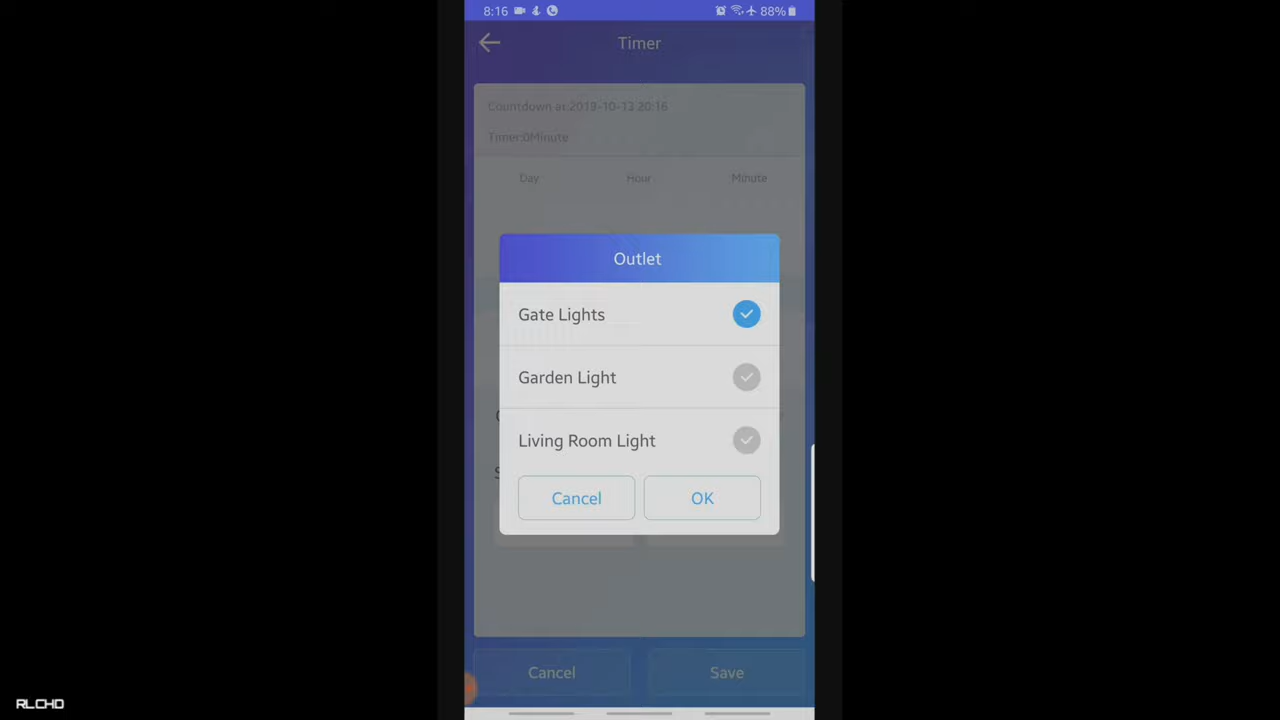 8:16 88%
Timer
Countdown at:2019-10-13 20:16
Timer:0Minute
Day Hour Minute
Outlet
Gate Lights
Garden Light
Living Room Light
Cancel OK
Cancel Save
RLCHD